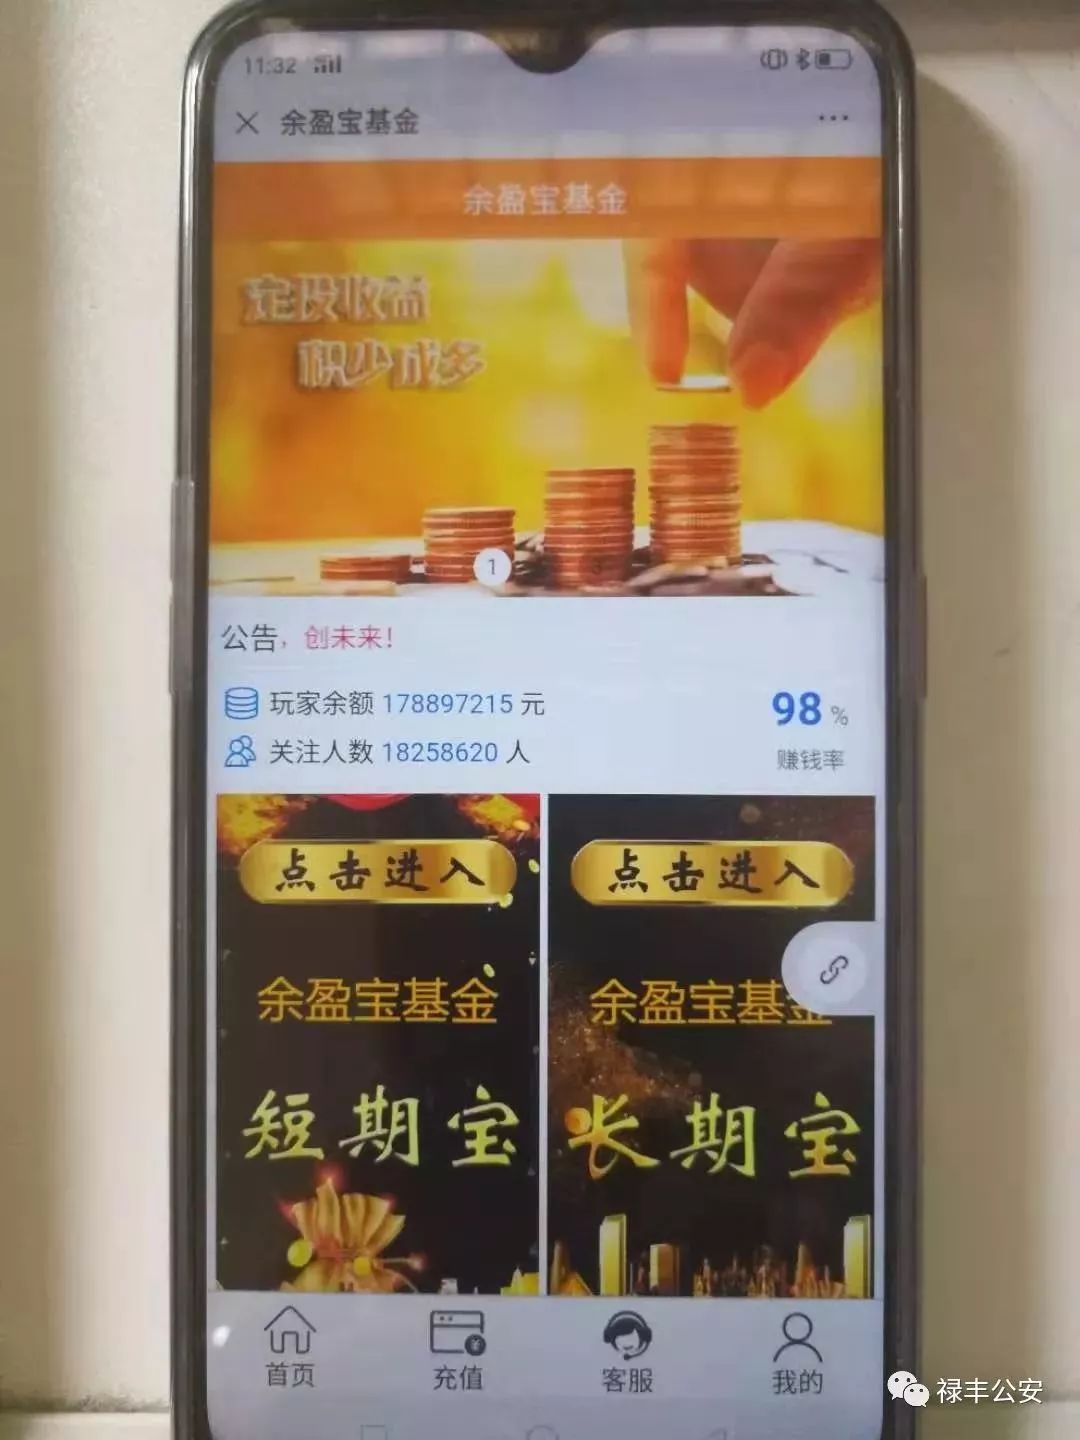 11:32
余盈宝基金
余盈宝基金
定投收益
积少成多
1
3
公告，创未来！
玩家余额 178897215 元
98 %
关注人数 18258620 人
赚钱率
点击进入
点击进入
余盈宝基金
余盈宝基金
短期宝
长期宝
首页
充值
客服
我的
禄丰公安